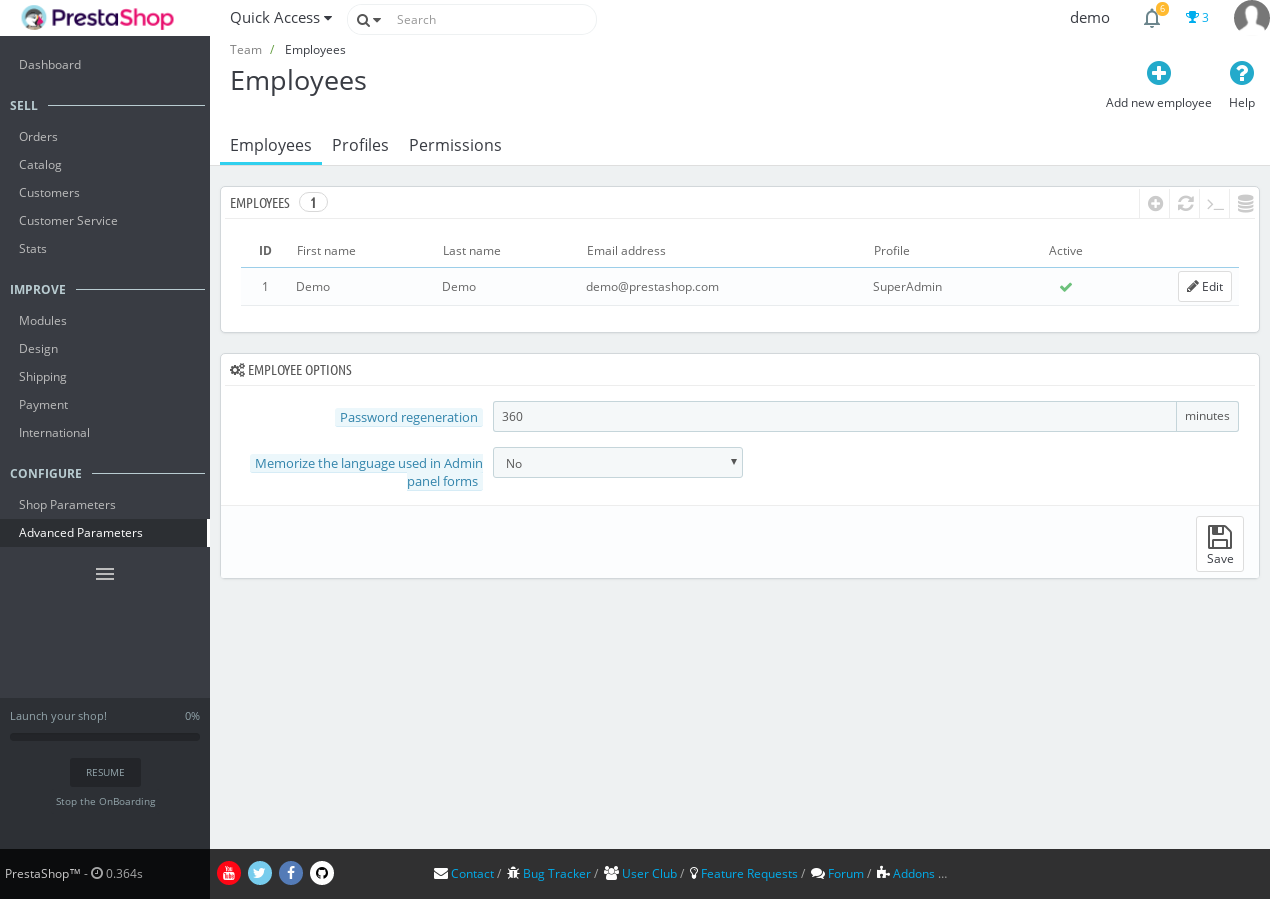 PrestaShop
Quick Access
Search
demo
6
3
Team / Employees
Employees
Add new employee
Help
Employees Profiles Permissions
Dashboard
SELL
Orders
Catalog
Customers
Customer Service
Stats
IMPROVE
Modules
Design
Shipping
Payment
International
CONFIGURE
Shop Parameters
Advanced Parameters
Launch your shop! 0%
RESUME
Stop the OnBoarding
PrestaShop™ - 0.364s
EMPLOYEES 1
ID First name Last name Email address Profile Active
1 Demo Demo demo@prestashop.com SuperAdmin Edit
EMPLOYEE OPTIONS
Password regeneration 360 minutes
Memorize the language used in Admin
panel forms
No
Save
Contact / Bug Tracker / User Club / Feature Requests / Forum / Addons ...